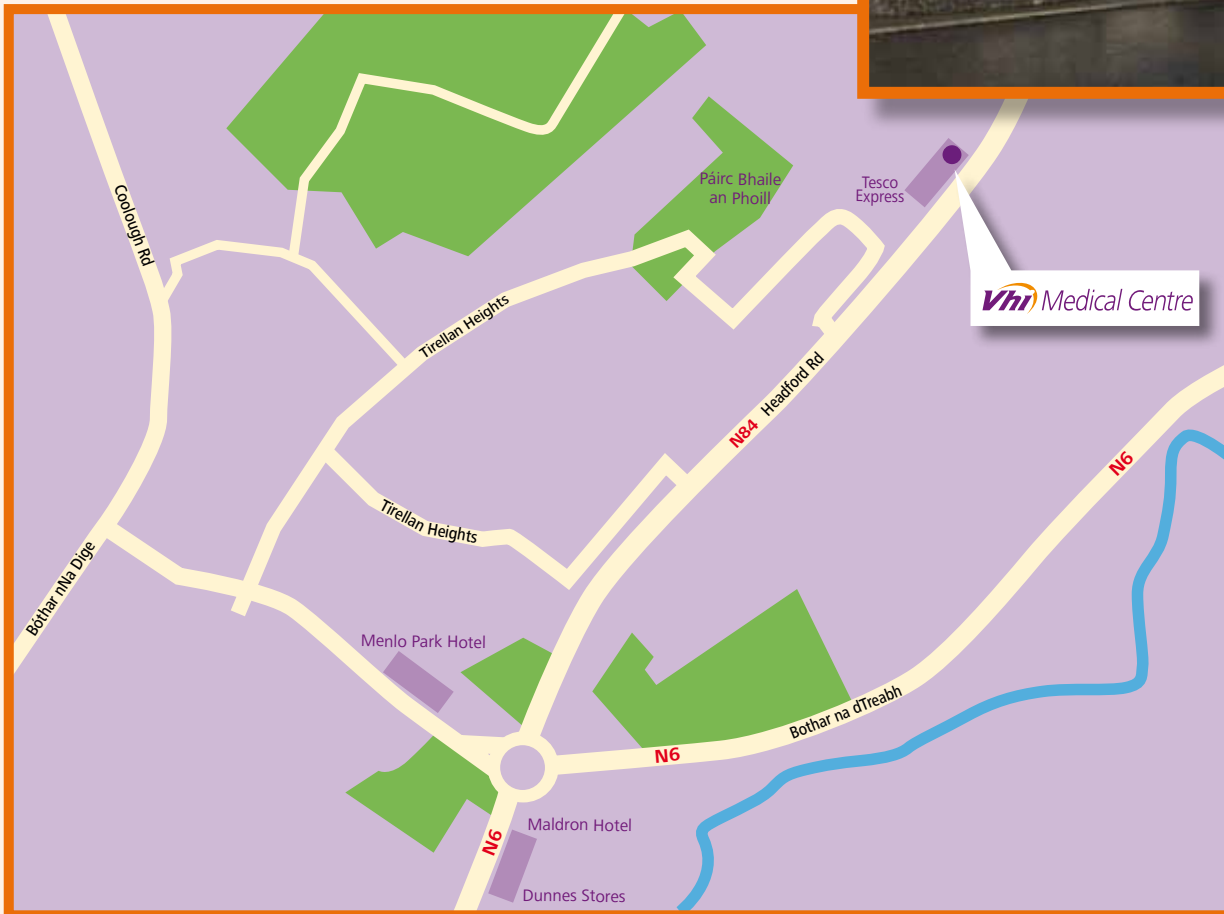 Coolough Rd
Páirc Bhaile
an Phoill
Tesco
Express
Vhi Medical Centre
Tirellan Heights
N84 Headford Rd
N6
Tirellan Heights
Bóthar nNa Dige
Menlo Park Hotel
Bothar na dTreabh
N6
Maldron Hotel
N6
Dunnes Stores